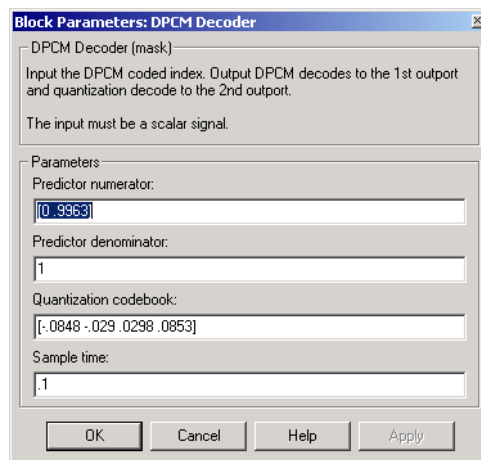 Block Parameters: DPCM Decoder
DPCM Decoder (mask)
Input the DPCM coded index. Output DPCM decodes to the 1st outport
and quantization decode to the 2nd outport.
The input must be a scalar signal.
Parameters
Predictor numerator:
[0 .9963]
Predictor denominator:
1
Quantization codebook:
[-.0848 -.029 .0298 .0853]
Sample time:
.1
OK Cancel Help Apply